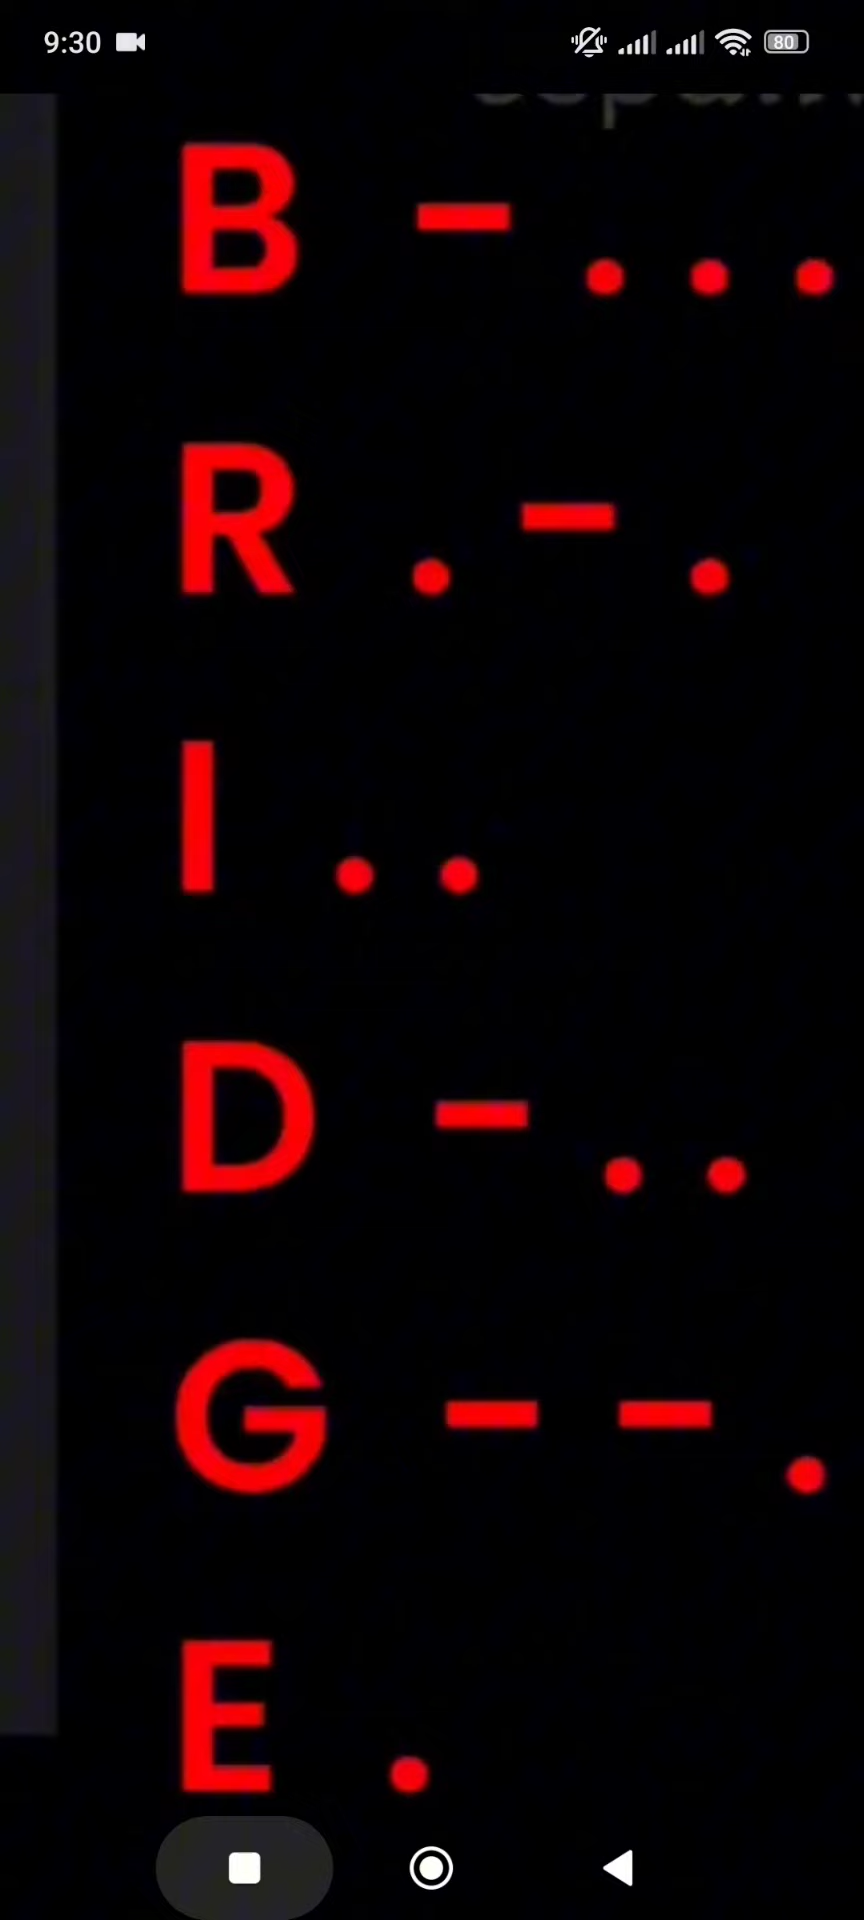 9:30
80
B - . . .
R . - .
I . .
D - . .
G - - .
E .